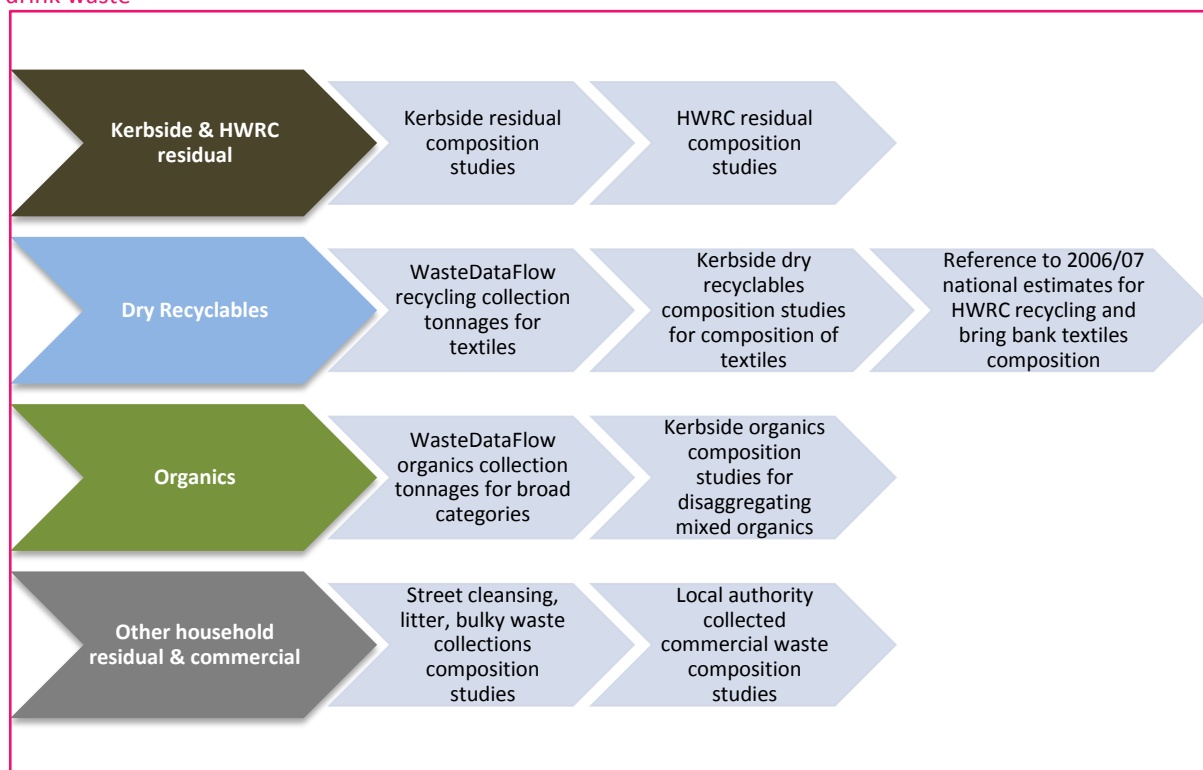 drink waste
Kerbside & HWRC
residual
Kerbside residual
composition
studies
HWRC residual
composition
studies
Dry Recyclables
WasteDataFlow
recycling collection
tonnages for
textiles
Kerbside dry
recyclables
composition studies
for composition of
textiles
Reference to 2006/07
national estimates for
HWRC recycling and
bring bank textiles
composition
Organics
WasteDataFlow
organics collection
tonnages for broad
categories
Kerbside organics
composition
studies for
disaggregating
mixed organics
Other household
residual & commercial
Street cleansing,
litter, bulky waste
collections
composition
studies
Local authority
collected
commercial waste
composition
studies